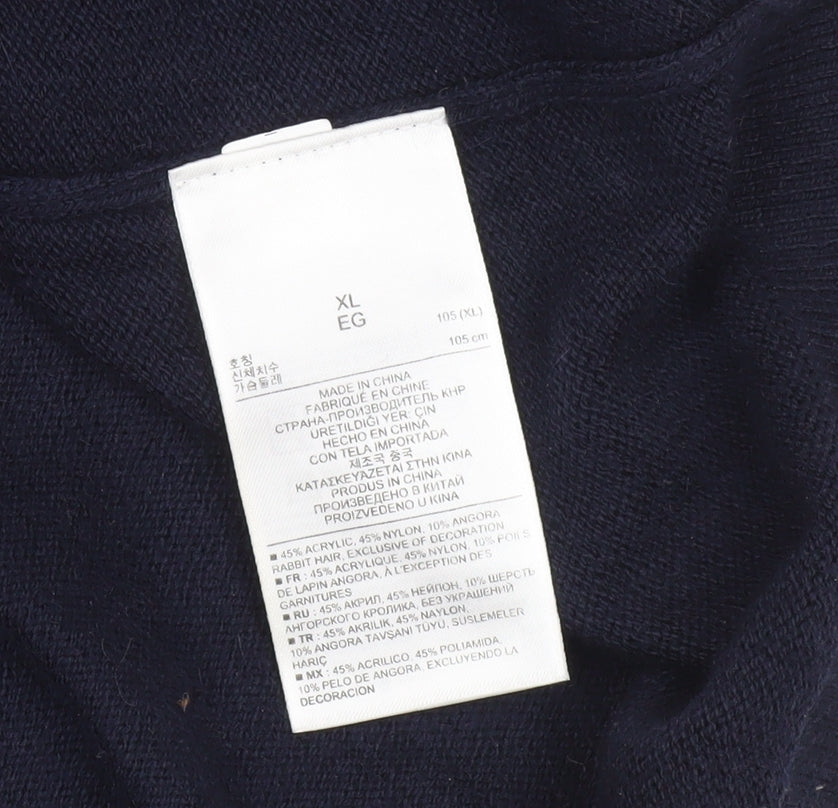 XL
EG
호칭
신체치수 105 (XL)
가슴둘레 105 cm
MADE IN CHINA
FABRIQUÉ EN CHINE
СТРАНА-ПРОИЗВОДИТЕЛЬ КНР
URETILDIĞI YER: ÇIN
HECHO EN CHINA
CON TELA IMPORTADA
제조국 중국
ΚΑΤΑΣΚΕΥΑΖΕΤΑΙ ΣΤΗΝ ΚΙΝΑ
PRODUS IN CHINA
ПРОИЗВЕДЕНО В КИТАЙ
PROIZVEDENO U KINA
■ 45% ACRYLIC, 45% NYLON, 10% ANGORA
RABBIT HAIR, EXCLUSIVE OF DECORATION
■ FR : 45% ACRYLIQUE, 45% NYLON, 10% POILS
DE LAPIN ANGORA, À L'EXCEPTION DES
GARNITURES
■ RU : 45% АКРИЛ, 45% НЕЙЛОН, 10% ШЕРСТЬ
АНГОРСКОГО КРОЛИКА, БЕЗ УКРАШЕНИЙ
■ TR : 45% AKRILIK, 45% NAYLON,
10% ANGORA TAVŞANI TÜYÜ, SÜSLEMELER
HARIÇ
■ MX : 45% ACRILICO, 45% POLIAMIDA,
10% PELO DE ANGORA, EXCLUYENDO LA
DECORACION